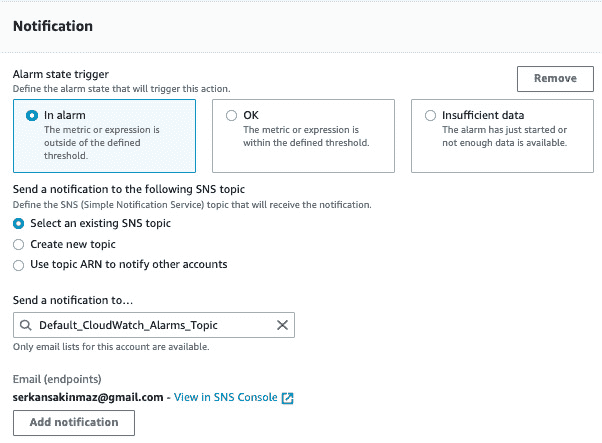 Notification
Alarm state trigger
Remove
Define the alarm state that will trigger this action.
In alarm
The metric or expression is
outside of the defined
threshold.
OK
The metric or expression is
within the defined threshold.
Insufficient data
The alarm has just started or
not enough data is available.
Send a notification to the following SNS topic
Define the SNS (Simple Notification Service) topic that will receive the notification.
Select an existing SNS topic
Create new topic
Use topic ARN to notify other accounts
Send a notification to...
Default_CloudWatch_Alarms_Topic
Only email lists for this account are available.
Email (endpoints)
serkansakinmaz@gmail.com - View in SNS Console
Add notification